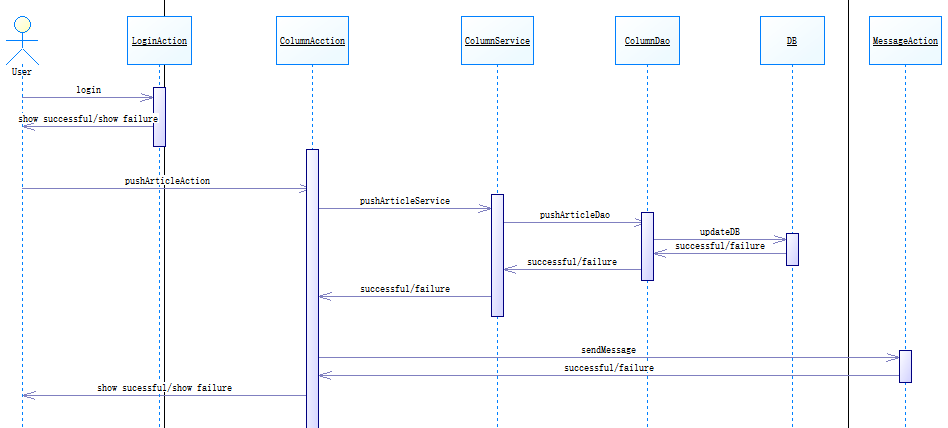 LoginAction
ColumnAcction
ColumnService
ColumnDao
DB
MessageAction
User
login
show successful/show failure
pushArticleAction
pushArticleService
pushArticleDao
updateDB
successful/failure
successful/failure
successful/failure
sendMessage
successful/failure
show sucessful/show failure